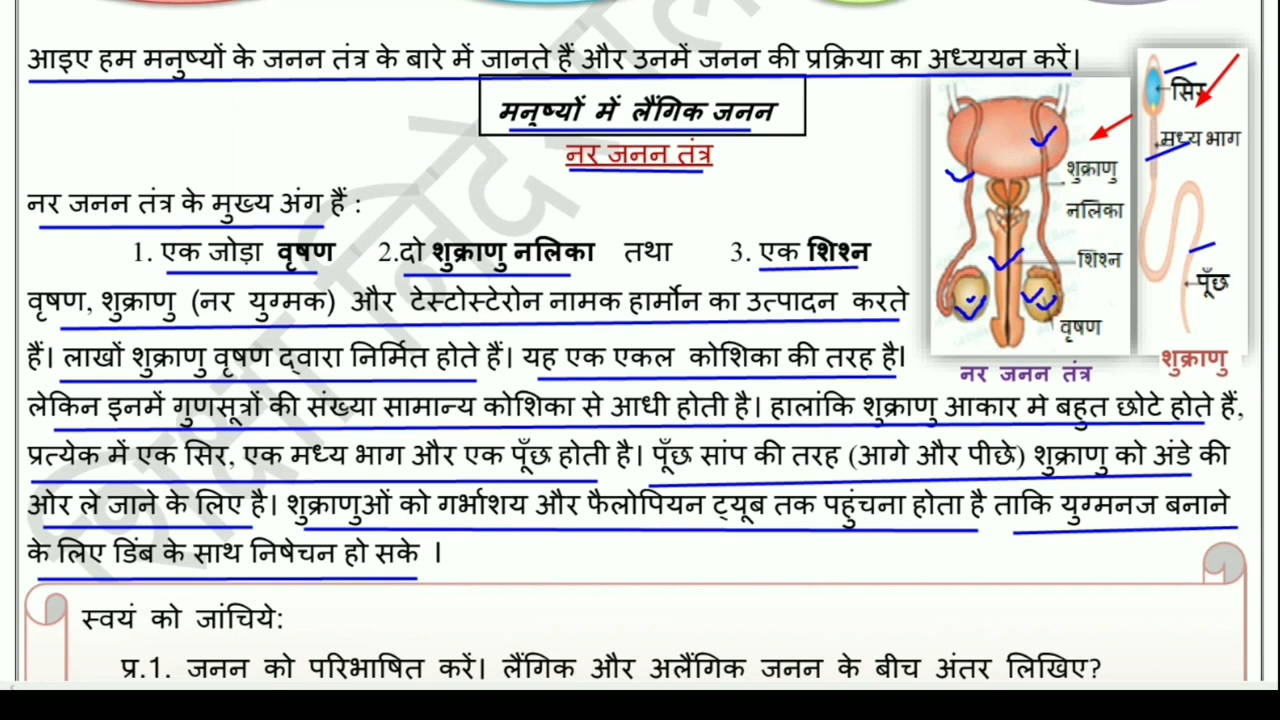 आइए हम मनुष्यों के जनन तंत्र के बारे में जानते हैं और उनमें जनन की प्रक्रिया का अध्ययन करें।
मनुष्यों में लैंगिक जनन
नर जनन तंत्र
नर जनन तंत्र के मुख्य अंग हैं :
1. एक जोड़ा वृषण 2.दो शुक्राणु नलिका तथा 3. एक शिश्न
वृषण, शुक्राणु (नर युग्मक) और टेस्टोस्टेरोन नामक हार्मोन का उत्पादन करते
हैं। लाखों शुक्राणु वृषण द्वारा निर्मित होते हैं। यह एक एकल कोशिका की तरह है।
लेकिन इनमें गुणसूत्रों की संख्या सामान्य कोशिका से आधी होती है। हालांकि शुक्राणु आकार मे बहुत छोटे होते हैं,
प्रत्येक में एक सिर, एक मध्य भाग और एक पूँछ होती है। पूँछ सांप की तरह (आगे और पीछे) शुक्राणु को अंडे की
ओर ले जाने के लिए है। शुक्राणुओं को गर्भाशय और फैलोपियन ट्यूब तक पहुंचना होता है ताकि युग्मनज बनाने
के लिए डिंब के साथ निषेचन हो सके ।
शुक्राणु
नलिका
शिश्न
वृषण
नर जनन तंत्र
सिर
मध्य भाग
पूँछ
शुक्राणु
स्वयं को जांचिये:
प्र.1. जनन को परिभाषित करें। लैंगिक और अलैंगिक जनन के बीच अंतर लिखिए?